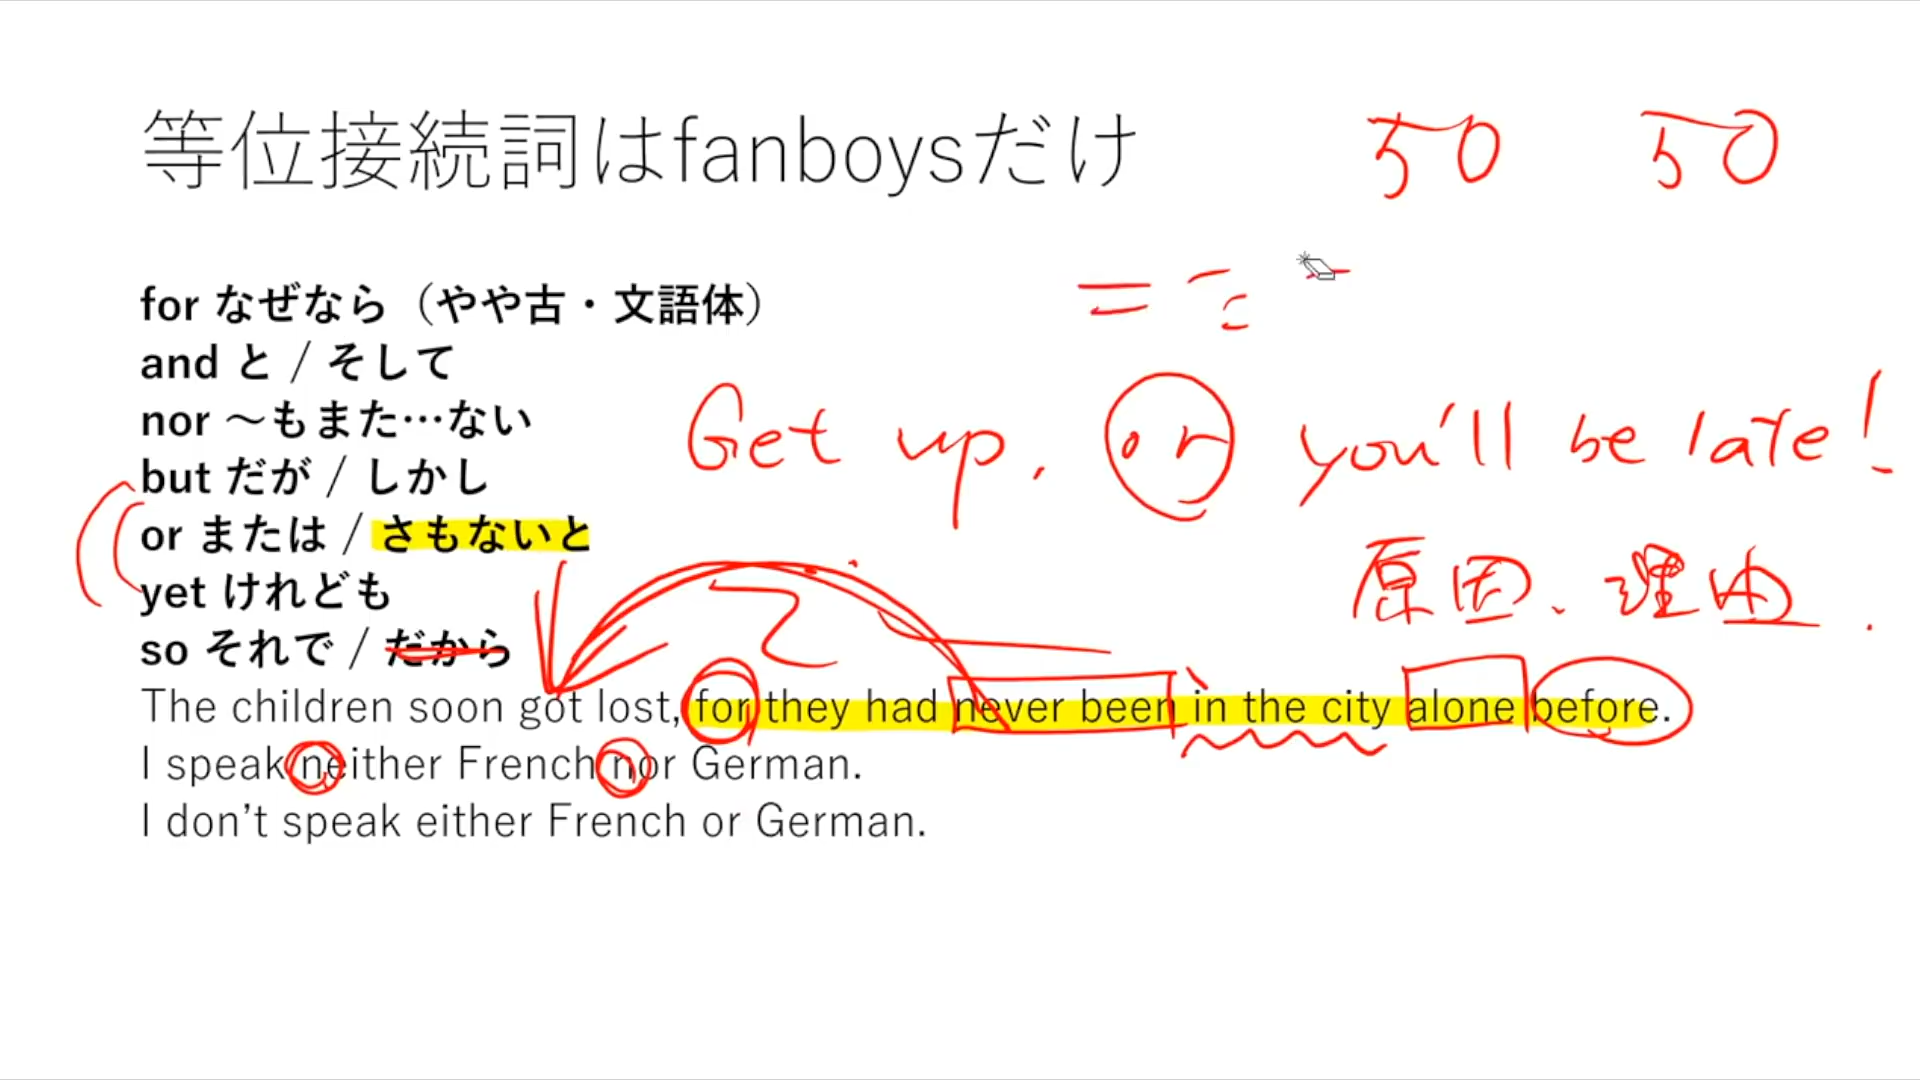 等位接続詞はfanboysだけ
50 50
for なぜなら（やや古・文語体）
and と / そして
nor ～もまた…ない
Get up, or you'll be late!
but だが / しかし
or または / さもないと
原因、理由.
yet けれども
so それで / だから
The children soon got lost, for they had never been in the city alone before.
I speak neither French nor German.
I don’t speak either French or German.